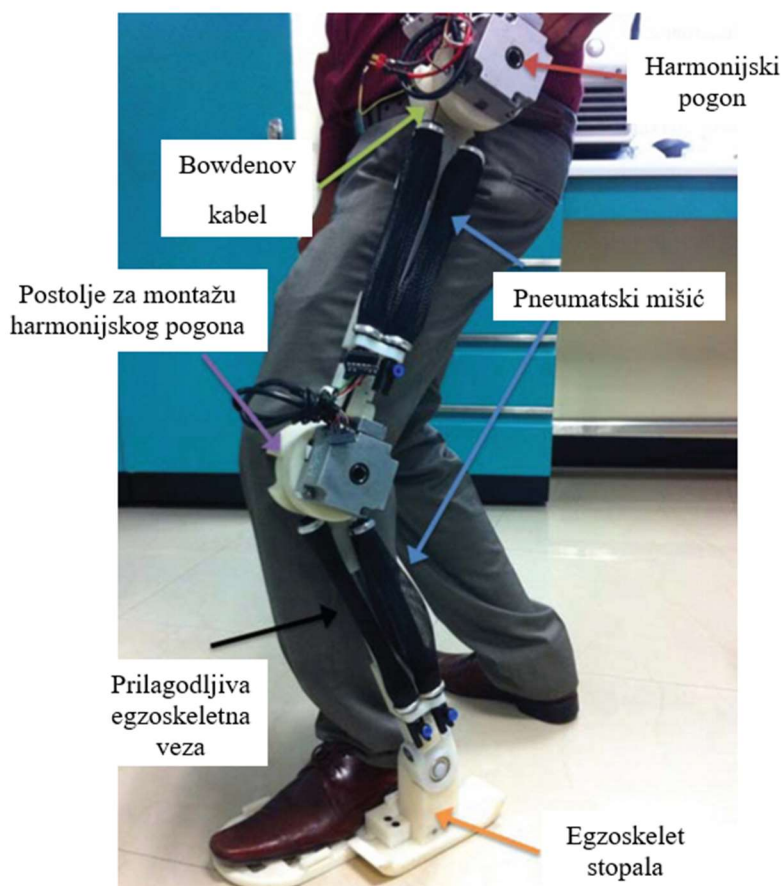 Harmonijski
pogon
Bowdenov
kabel
Postolje za montažu
harmonijskog pogona
Pneumatski mišić
Prilagodljiva
egzoskeletna
veza
Egzoskelet
stopala